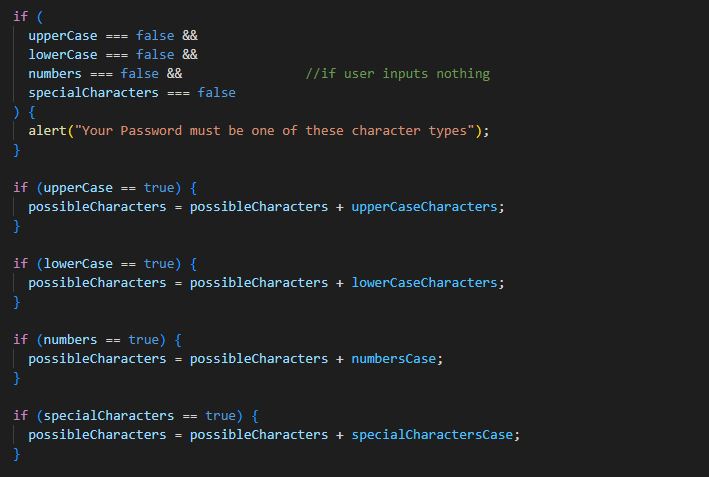 if (
  upperCase === false &&
  lowerCase === false &&
  numbers === false &&                //if user inputs nothing
  specialCharacters === false
) {
  alert("Your Password must be one of these character types");
}

if (upperCase == true) {
  possibleCharacters = possibleCharacters + upperCaseCharacters;
}

if (lowerCase == true) {
  possibleCharacters = possibleCharacters + lowerCaseCharacters;
}

if (numbers == true) {
  possibleCharacters = possibleCharacters + numbersCase;
}

if (specialCharacters == true) {
  possibleCharacters = possibleCharacters + specialCharactersCase;
}